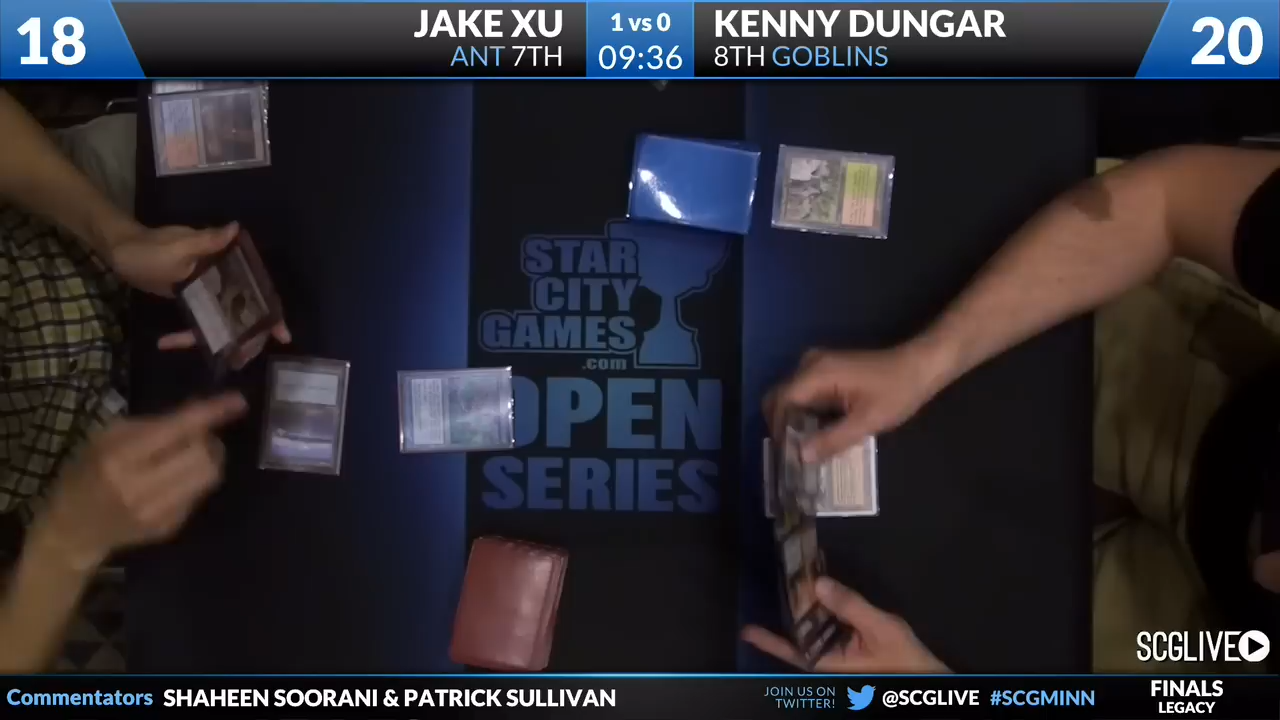 18
JAKE XU
ANT 7TH
1 vs 0
09:36
KENNY DUNGAR
8TH GOBLINS
20
STAR
CITY
GAMES
.com
OPEN
SERIES
SCGLIVE
Commentators SHAHEEN SOORANI & PATRICK SULLIVAN
JOIN US ON
TWITTER!
@SCGLIVE #SCGMINN
FINALS
LEGACY